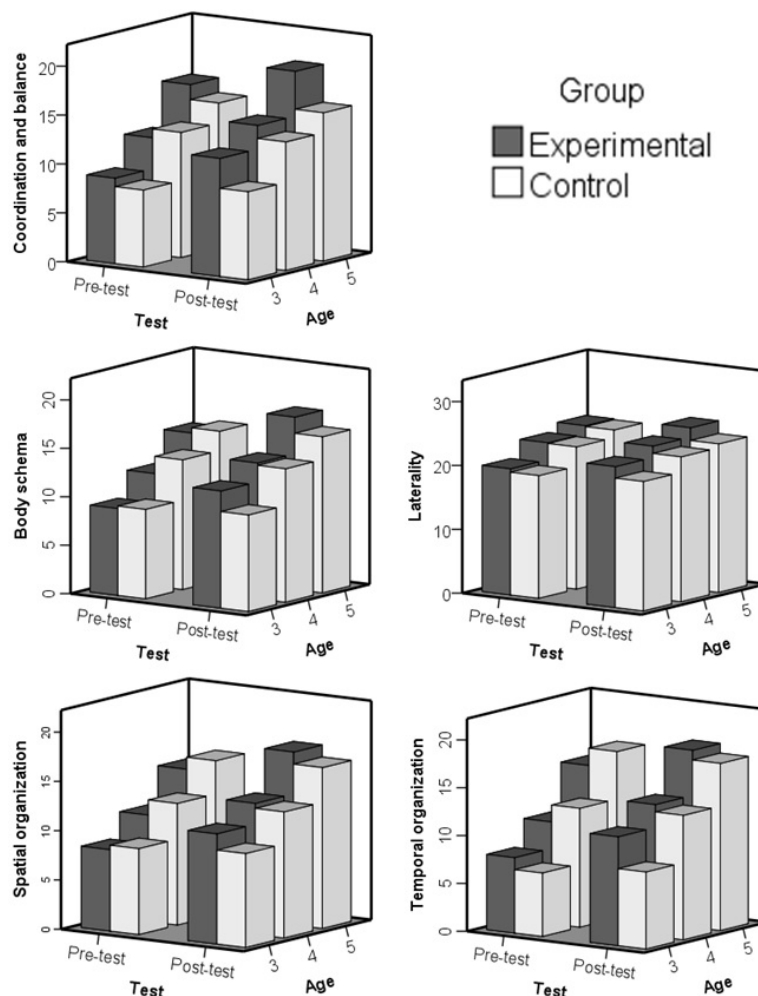 Coordination and balance
20
15
10
5
0
Pre-test
Post-test
Test
3
4
5
Age
Group
Experimental
Control
Body schema
20
15
10
5
0
Pre-test
Post-test
Test
3
4
5
Age
Laterality
30
20
10
0
Pre-test
Post-test
Test
3
4
5
Age
Spatial organization
20
15
10
5
0
Pre-test
Post-test
Test
3
4
5
Age
Temporal organization
20
15
10
5
0
Pre-test
Post-test
Test
3
4
5
Age